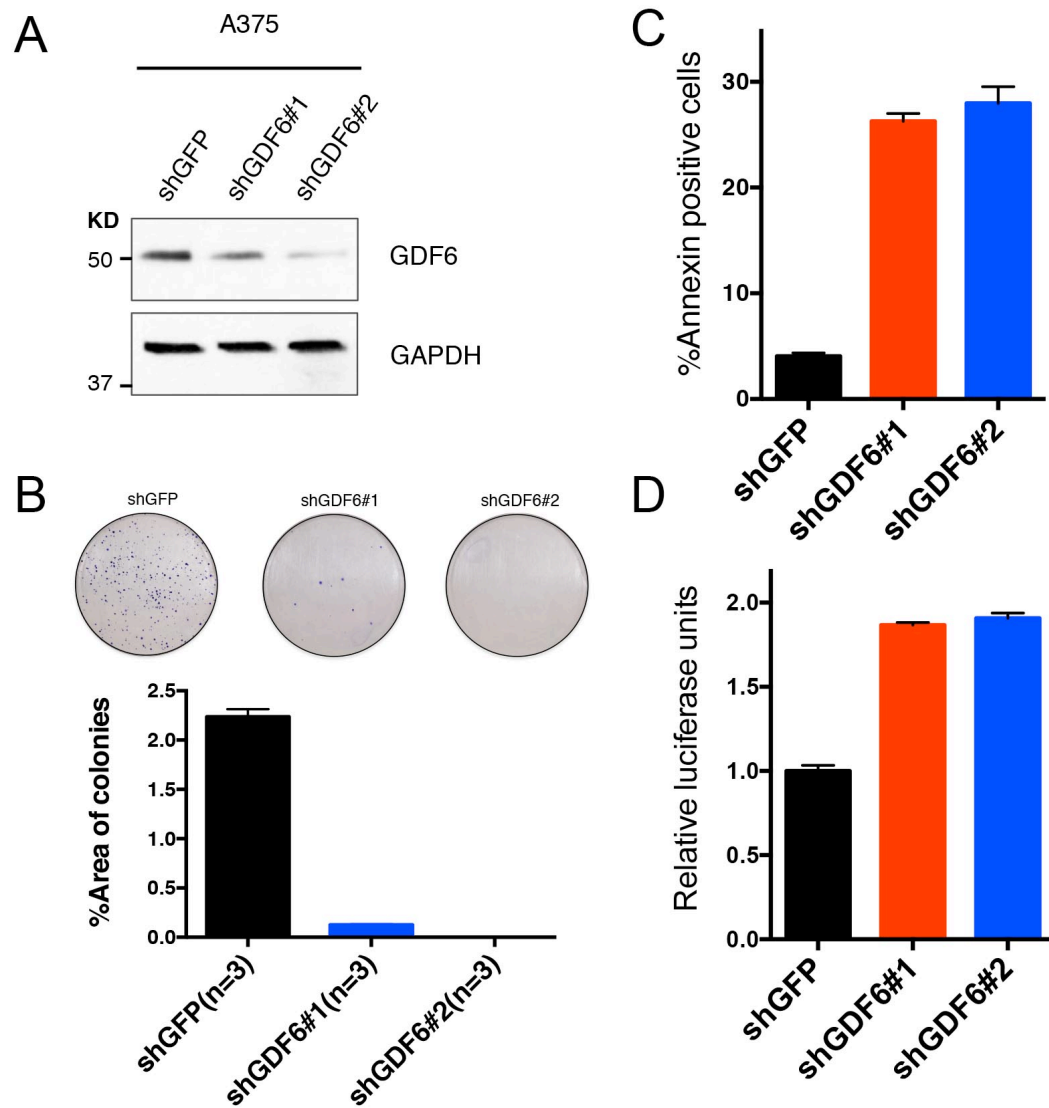 A
A375
shGFP
shGDF6#1
shGDF6#2
KD
50
GDF6
GAPDH
37
B
shGFP
shGDF6#1
shGDF6#2
%Area of colonies
2.5
2.0
1.5
1.0
0.5
0.0
shGFP(n=3)
shGDF6#1(n=3)
shGDF6#2(n=3)
C
%Annexin positive cells
30
20
10
0
shGFP
shGDF6#1
shGDF6#2
D
Relative luciferase units
2.0
1.5
1.0
0.5
0.0
shGFP
shGDF6#1
shGDF6#2